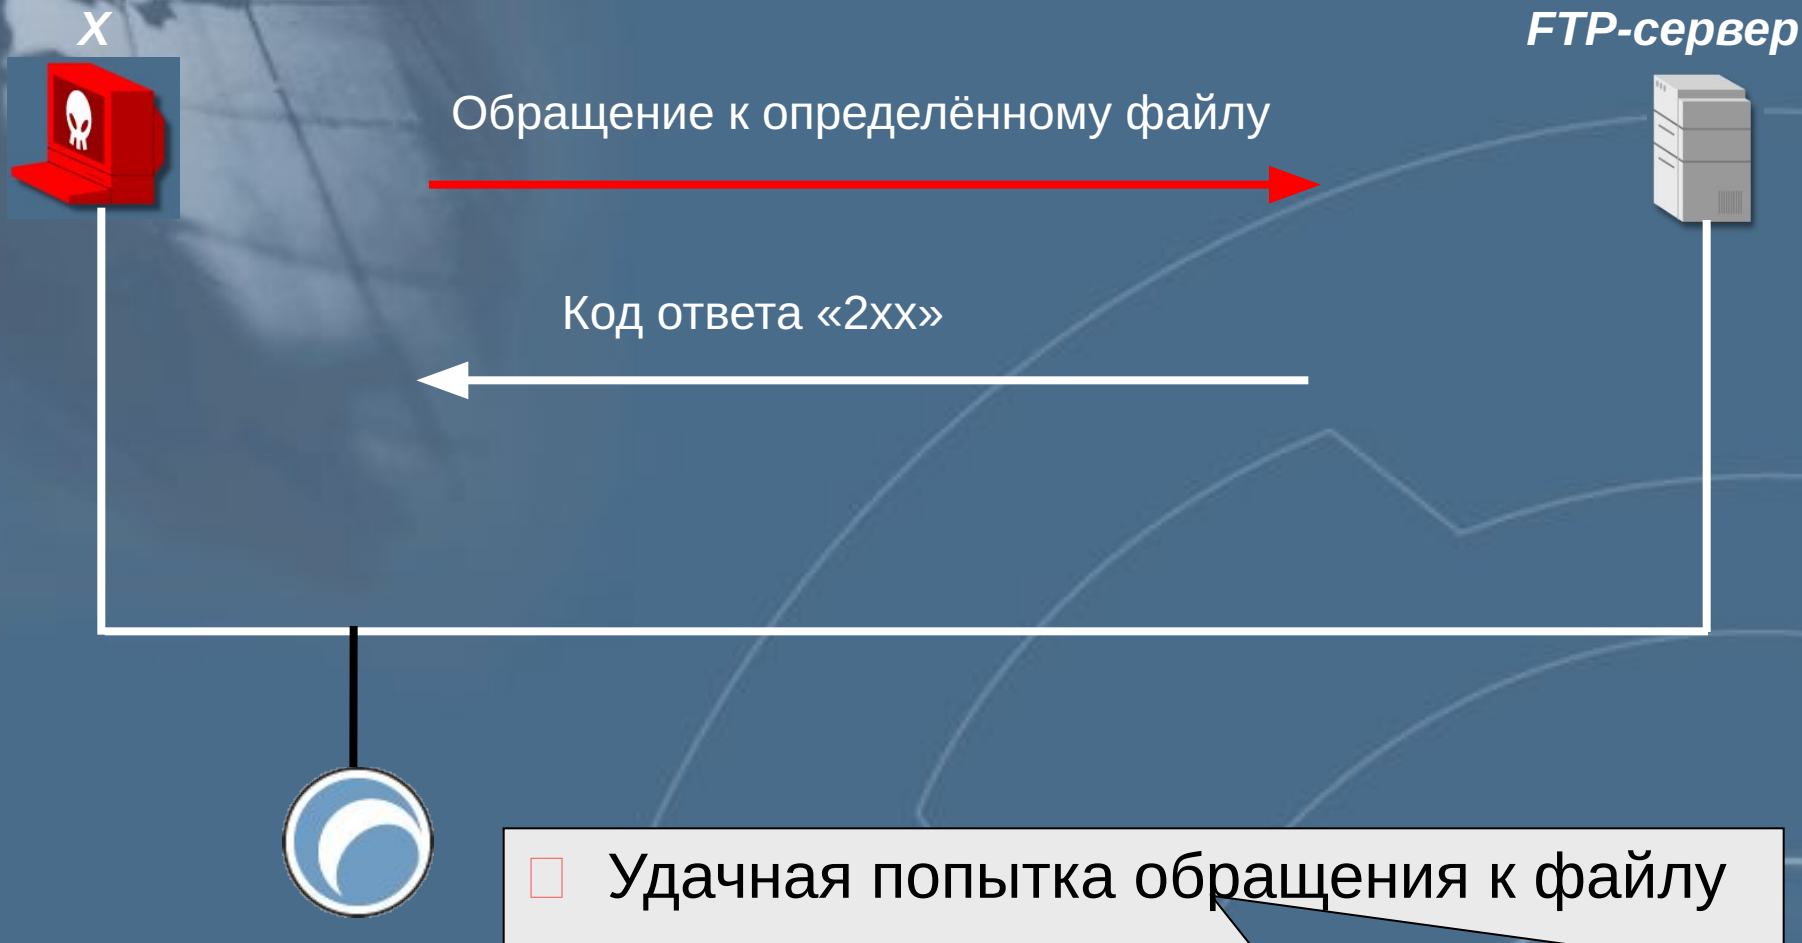 X
FTP-сервер
Обращение к определённому файлу
Код ответа «2xx»
Удачная попытка обращения к файлу